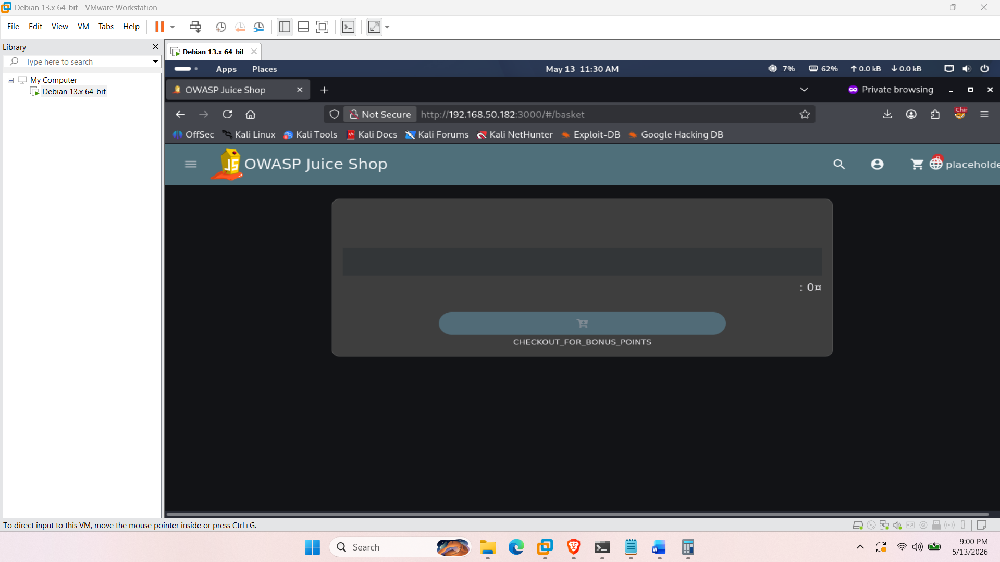 Debian 13.x 64-bit - VMware Workstation
File Edit View VM Tabs Help
Library
Type here to search
My Computer
Debian 13.x 64-bit
Debian 13.x 64-bit
Apps Places May 13 11:30 AM 7% 62% ↑0.0 kB ↓0.0 kB
OWASP Juice Shop Private browsing
Not Secure http://192.168.50.182:3000/#/basket Chir
OffSec Kali Linux Kali Tools Kali Docs Kali Forums Kali NetHunter Exploit-DB Google Hacking DB
JS OWASP Juice Shop 0 placeholde
: 0¤
CHECKOUT_FOR_BONUS_POINTS
To direct input to this VM, move the mouse pointer inside or press Ctrl+G.
Search
9:00 PM
5/13/2026